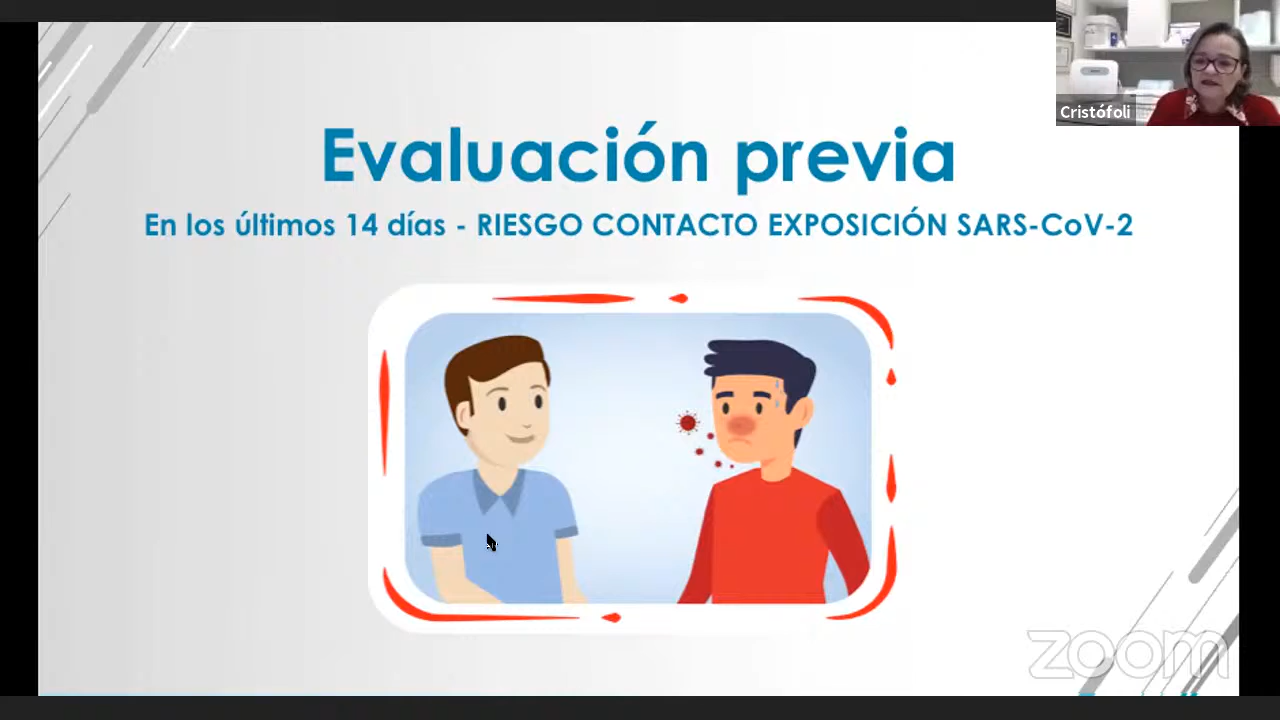 Cristófoli
Evaluación previa
En los últimos 14 días - RIESGO CONTACTO EXPOSICIÓN SARS-CoV-2
zoom